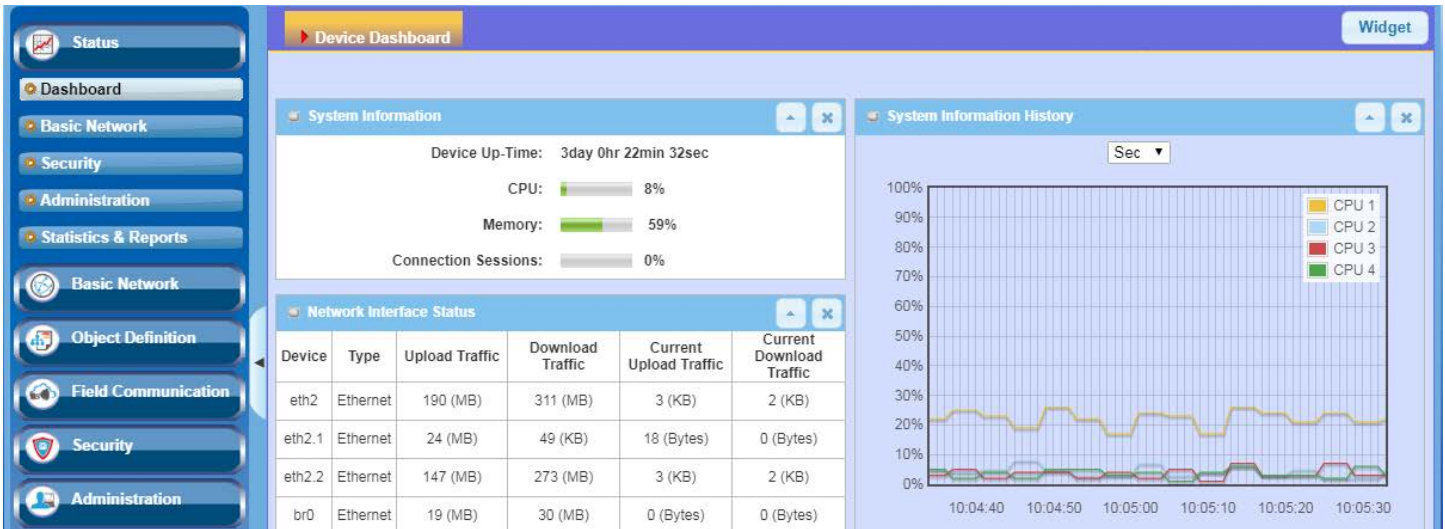 Status
Dashboard
Basic Network
Security
Administration
Statistics & Reports
Basic Network
Object Definition
Field Communication
Security
Administration
Device Dashboard
Widget
System Information
Device Up-Time: 3day 0hr 22min 32sec
CPU: 8%
Memory: 59%
Connection Sessions: 0%
Network Interface Status
Device Type Upload Traffic Download Traffic Current Upload Traffic Current Download Traffic
eth2 Ethernet 190 (MB) 311 (MB) 3 (KB) 2 (KB)
eth2.1 Ethernet 24 (MB) 49 (KB) 18 (Bytes) 0 (Bytes)
eth2.2 Ethernet 147 (MB) 273 (MB) 3 (KB) 2 (KB)
br0 Ethernet 19 (MB) 30 (MB) 0 (Bytes) 0 (Bytes)
System Information History
Sec
100%
90%
80%
70%
60%
50%
40%
30%
20%
10%
0%
CPU 1
CPU 2
CPU 3
CPU 4
10:04:40 10:04:50 10:05:00 10:05:10 10:05:20 10:05:30